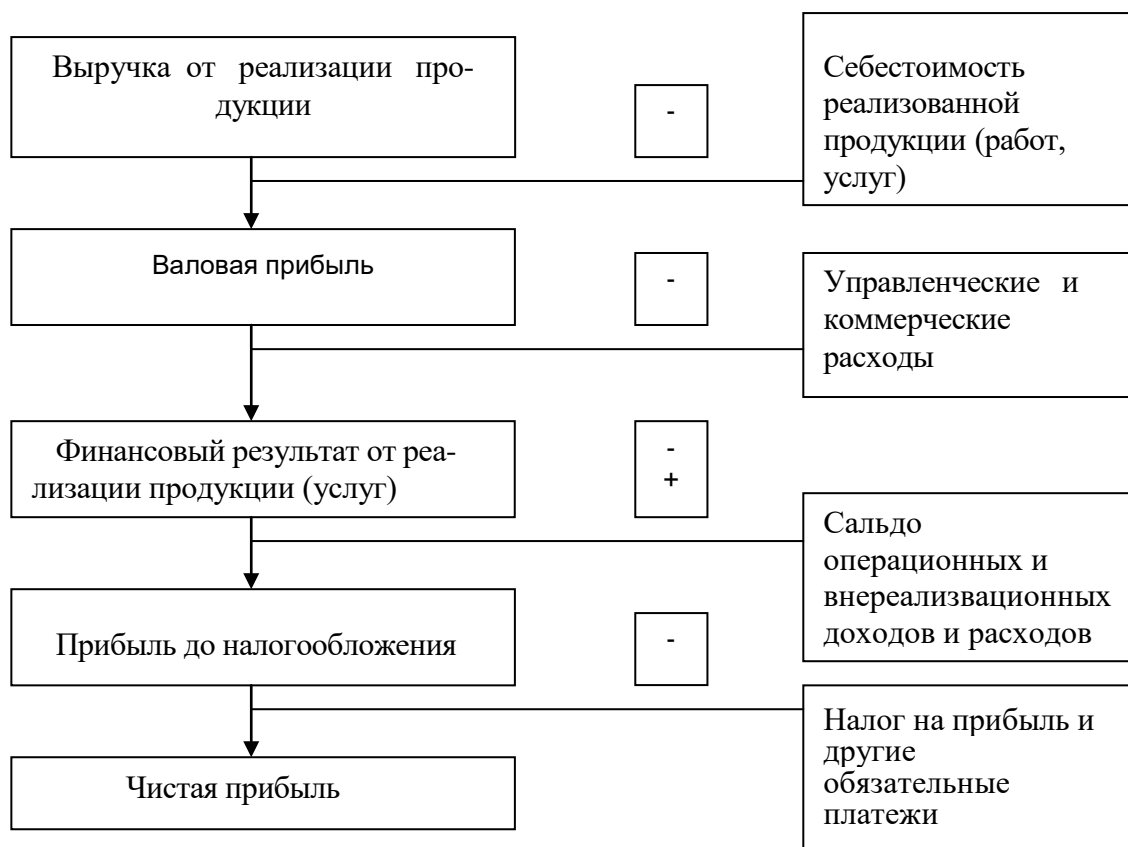 Выручка от реализации про-
дукции
-
Себестоимость
реализованной
продукции (работ,
услуг)
Валовая прибыль
-
Управленческие и
коммерческие
расходы
Финансовый результат от реа-
лизации продукции (услуг)
-
+
Сальдо
операционных и
внереализвационных
доходов и расходов
Прибыль до налогообложения
-
Налог на прибыль и
другие
обязательные
платежи
Чистая прибыль